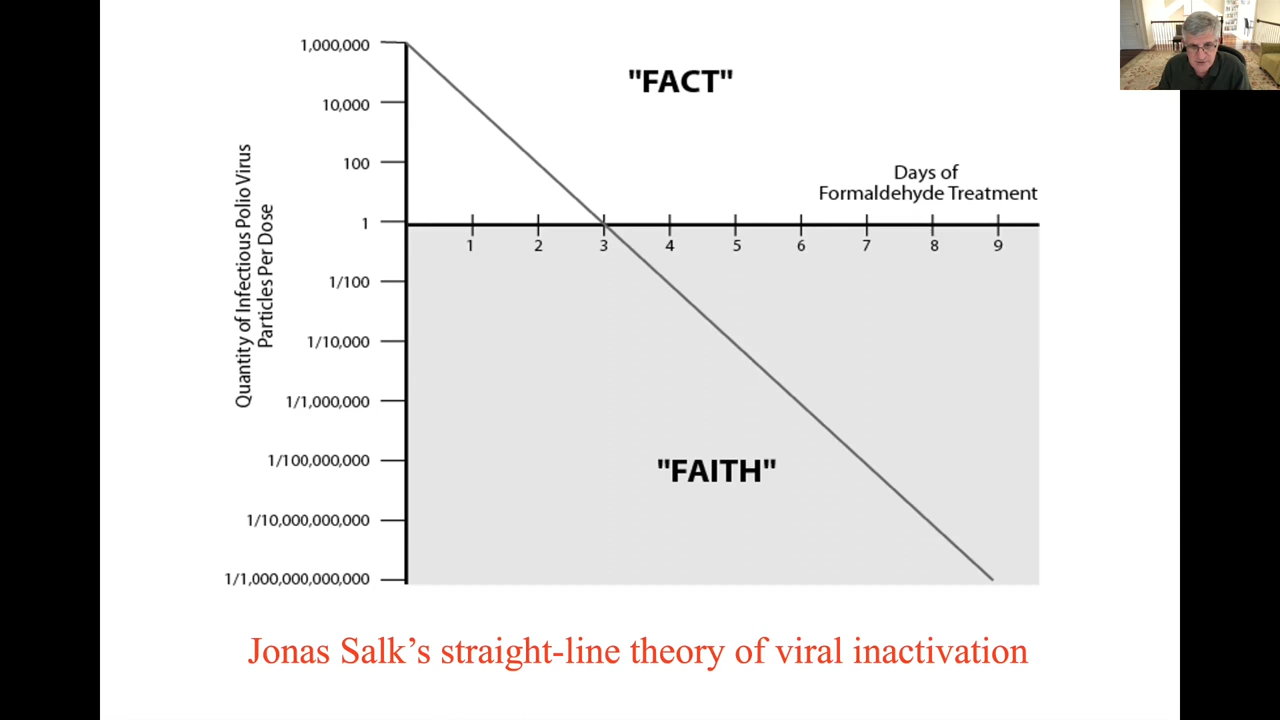 1,000,000
10,000
100
1
1/100
1/10,000
1/1,000,000
1/100,000,000
1/10,000,000,000
1/1,000,000,000,000
Quantity of Infectious Polio Virus
Particles Per Dose
"FACT"
Days of
Formaldehyde Treatment
1 2 3 4 5 6 7 8 9
"FAITH"
Jonas Salk’s straight-line theory of viral inactivation